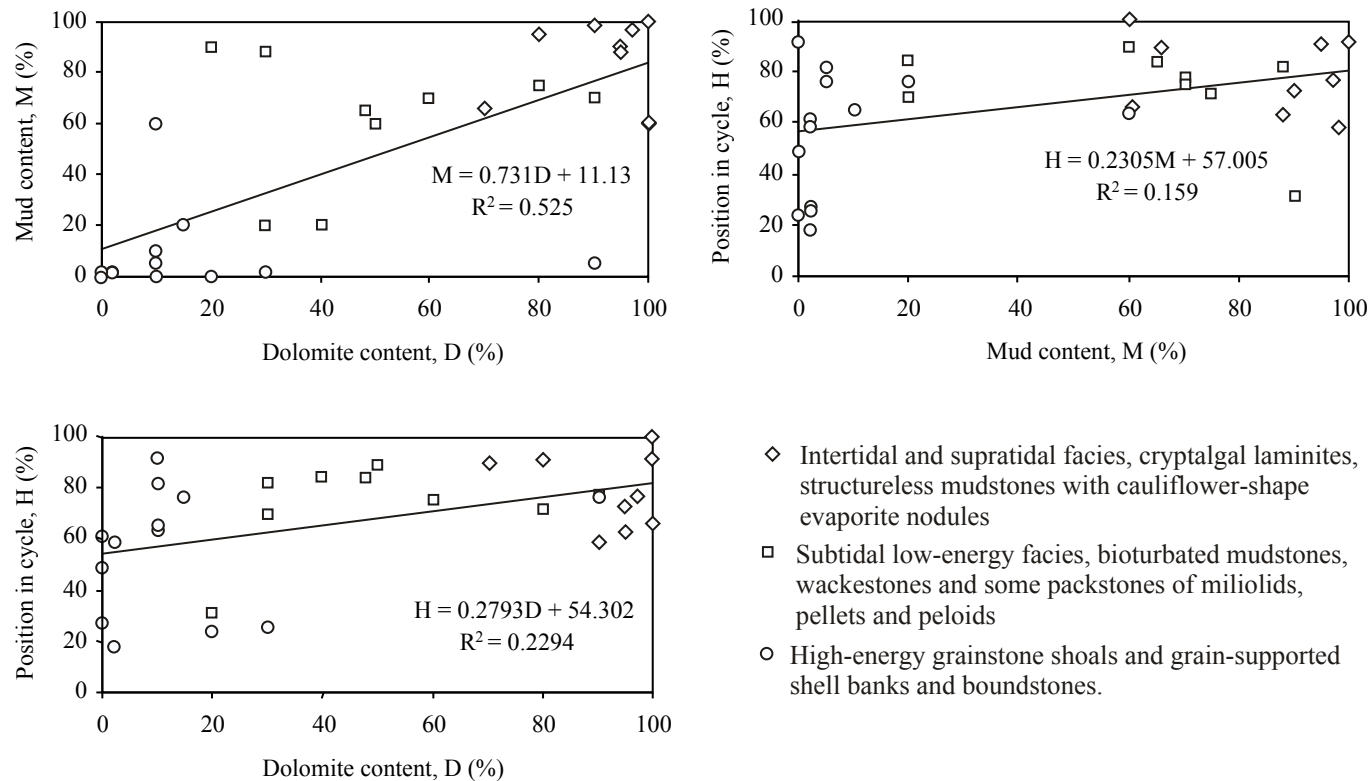 100
80
60
40
20
0
Mud content, M (%)
M = 0.731D + 11.13
R² = 0.525
0 20 40 60 80 100
Dolomite content, D (%)
100
80
60
40
20
0
Position in cycle, H (%)
H = 0.2305M + 57.005
R² = 0.159
0 20 40 60 80 100
Mud content, M (%)
100
80
60
40
20
0
Position in cycle, H (%)
H = 0.2793D + 54.302
R² = 0.2294
0 20 40 60 80 100
Dolomite content, D (%)
Intertidal and supratidal facies, cryptalgal laminites,
structureless mudstones with cauliflower-shape
evaporite nodules
Subtidal low-energy facies, bioturbated mudstones,
wackestones and some packstones of miliolids,
pellets and peloids
High-energy grainstone shoals and grain-supported
shell banks and boundstones.